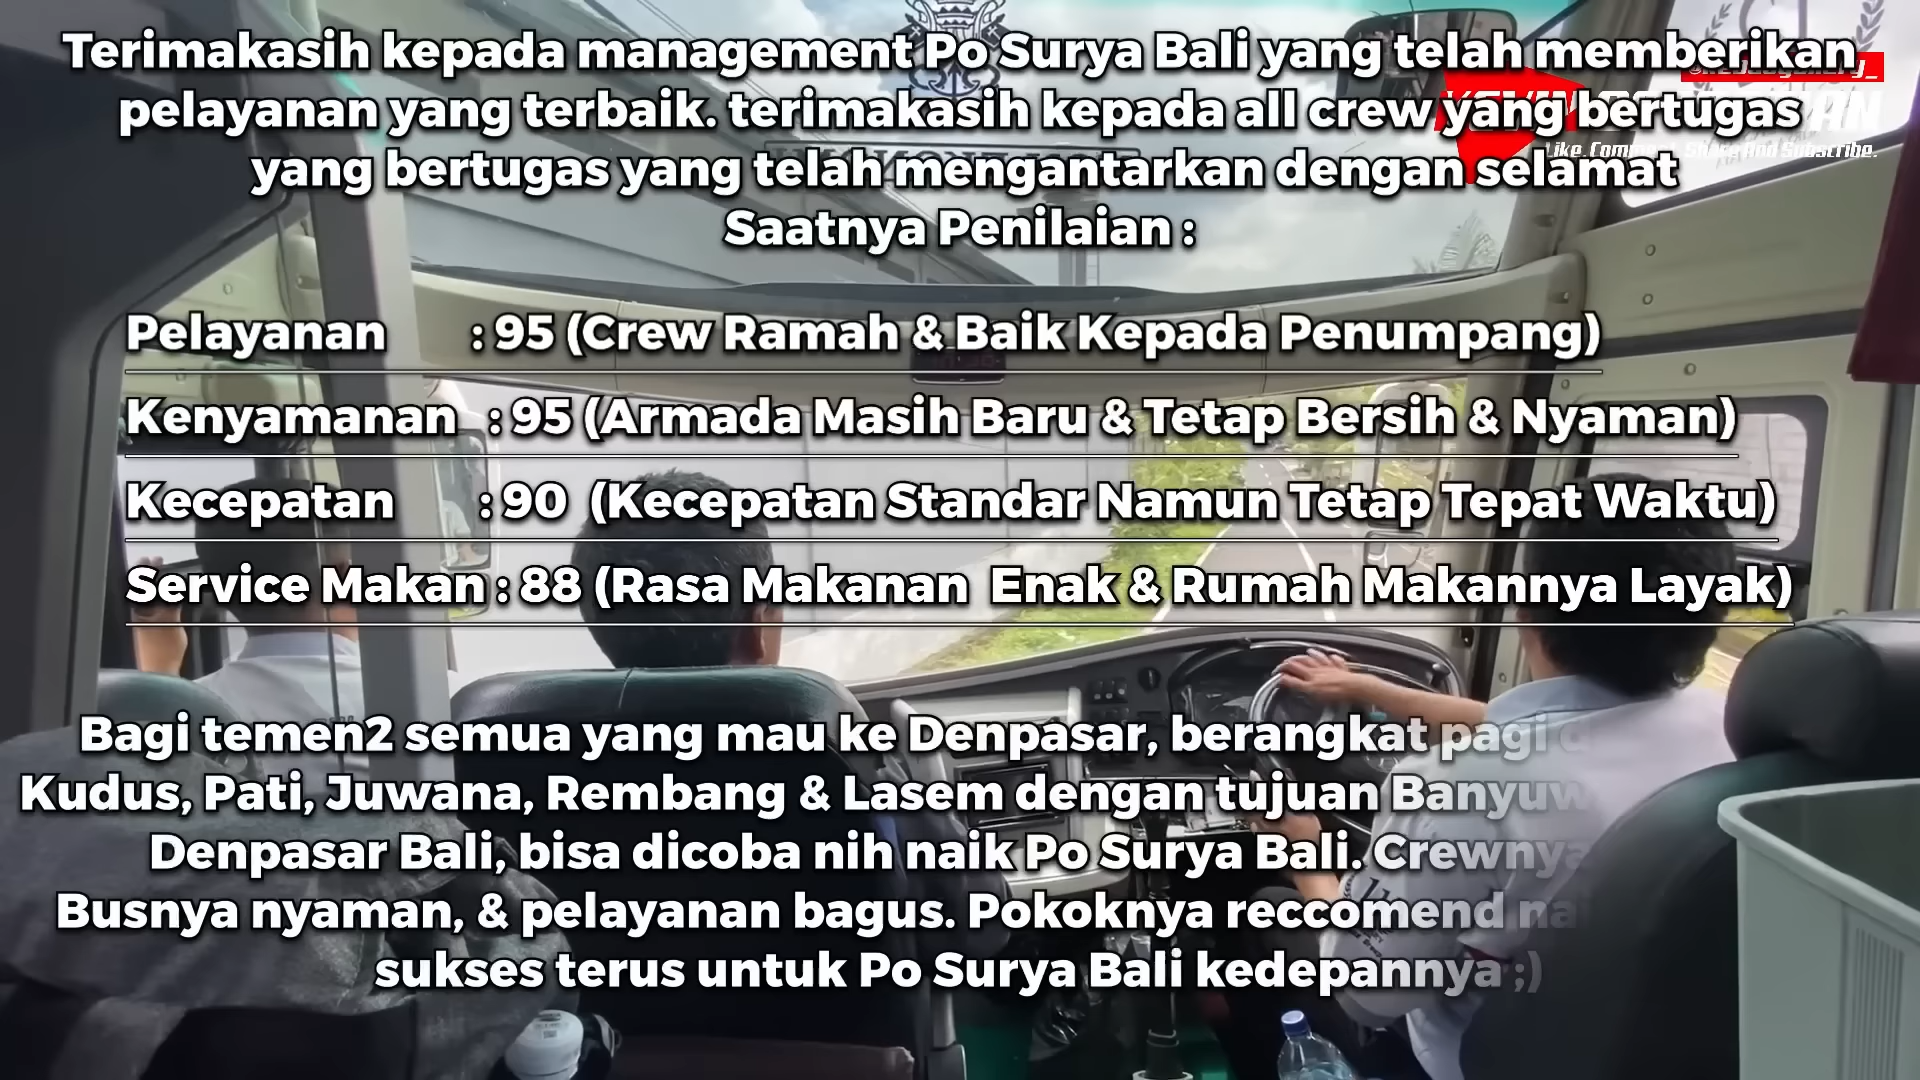 Terimakasih kepada management Po Surya Bali yang telah memberikan
pelayanan yang terbaik. terimakasih kepada all crew yang bertugas
yang bertugas yang telah mengantarkan dengan selamat
Saatnya Penilaian :
Like.Comment Share And Subscribe.
Pelayanan : 95 (Crew Ramah & Baik Kepada Penumpang)
Kenyamanan : 95 (Armada Masih Baru & Tetap Bersih & Nyaman)
Kecepatan : 90 (Kecepatan Standar Namun Tetap Tepat Waktu)
Service Makan : 88 (Rasa Makanan Enak & Rumah Makannya Layak)
Bagi temen2 semua yang mau ke Denpasar, berangkat pagi
Kudus, Pati, Juwana, Rembang & Lasem dengan tujuan
Denpasar Bali, bisa dicoba nih naik Po Surya Bali. Crewnya
Busnya nyaman, & pelayanan bagus. Pokoknya reccomend
sukses terus untuk Po Surya Bali kedepannya ;)